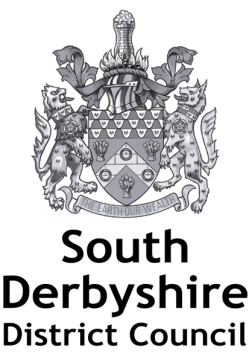 THE EARTH OUR WEALTH
South
Derbyshire
District Council